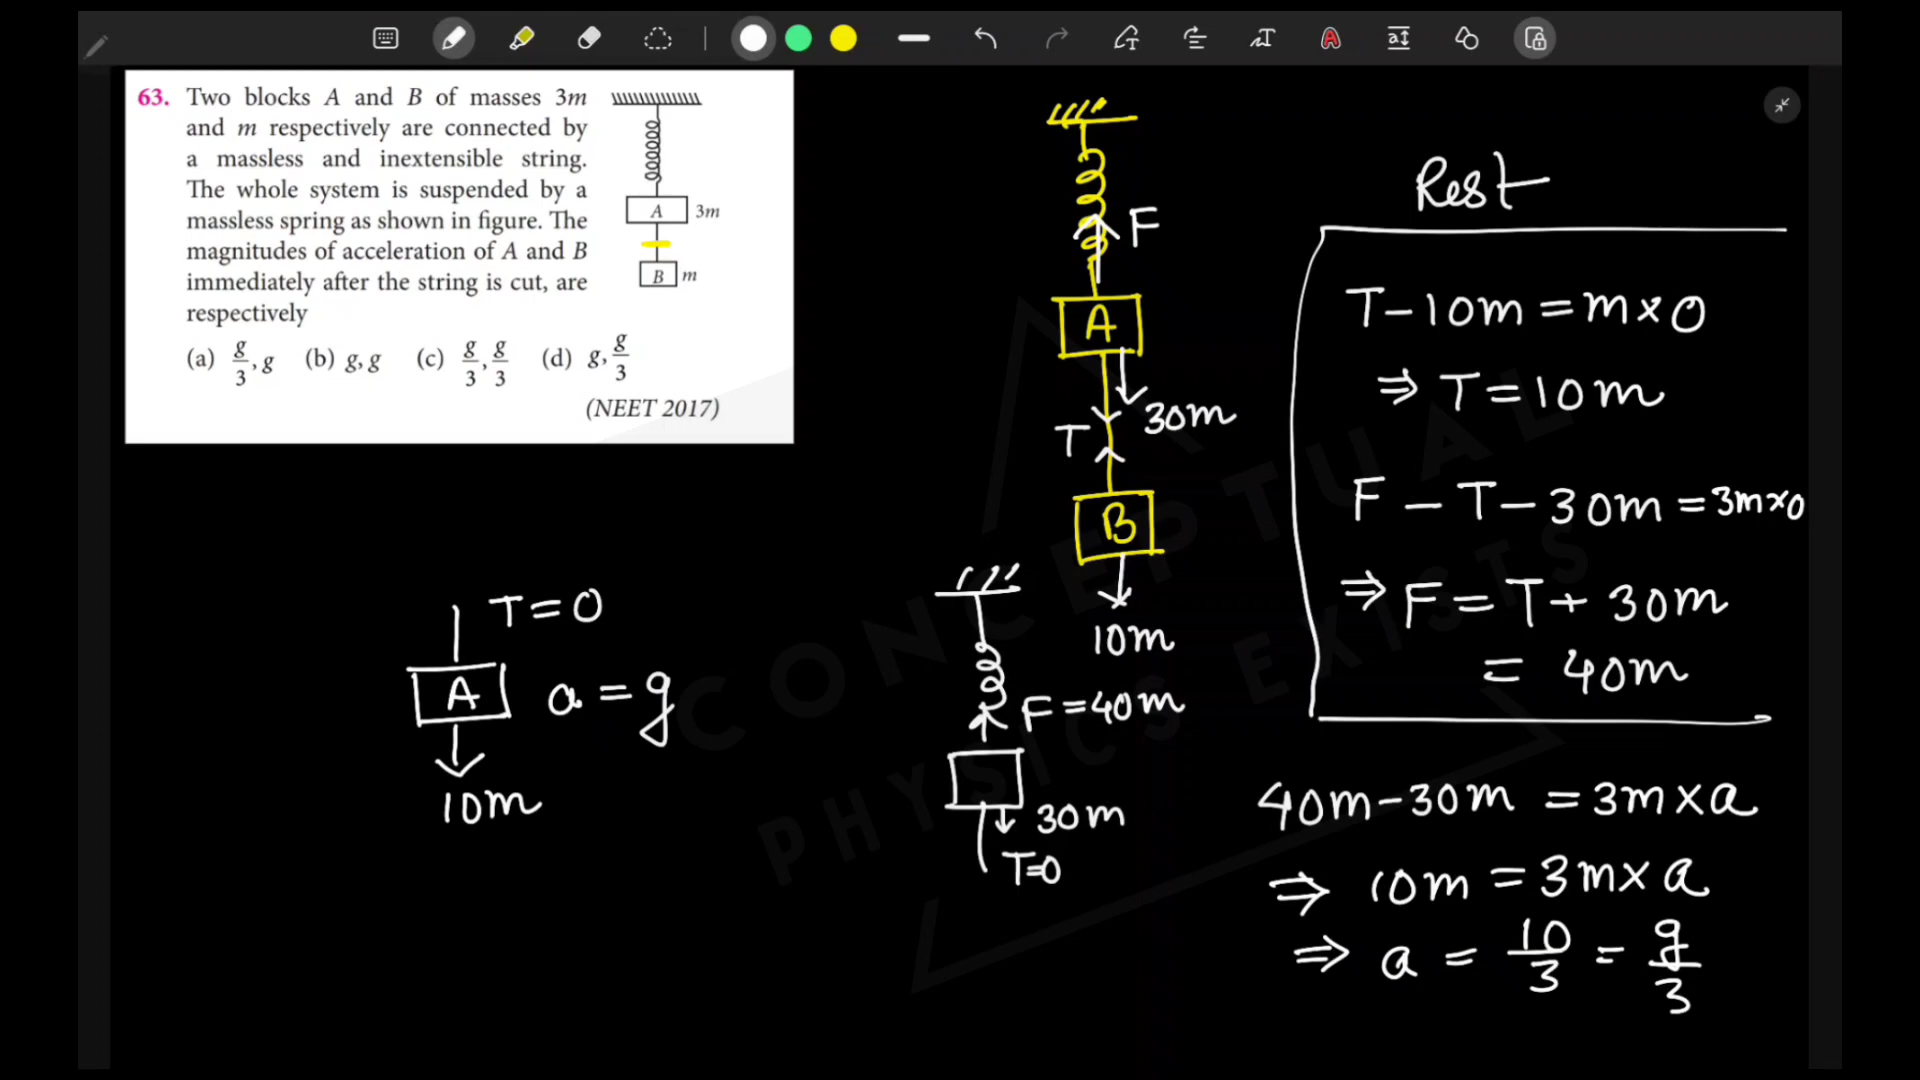 63. Two blocks A and B of masses 3m
and m respectively are connected by
a massless and inextensible string.
The whole system is suspended by a
massless spring as shown in figure. The
magnitudes of acceleration of A and B
immediately after the string is cut, are
respectively
(a) g/3, g (b) g, g (c) g/3, g/3 (d) g, g/3
(NEET 2017)
A 3m
B m
F
A
30m
T
B
10m
Rest
T-10m = m×0
⇒ T = 10m
F - T - 30m = 3m×0
⇒ F = T + 30m
= 40m
T=0
A a = g
10m
F=40m
30m
T=0
40m-30m = 3m×a
⇒ 10m = 3m×a
⇒ a = 10/3 = g/3
CONCEPTUAL
PHYSICS EXISTS